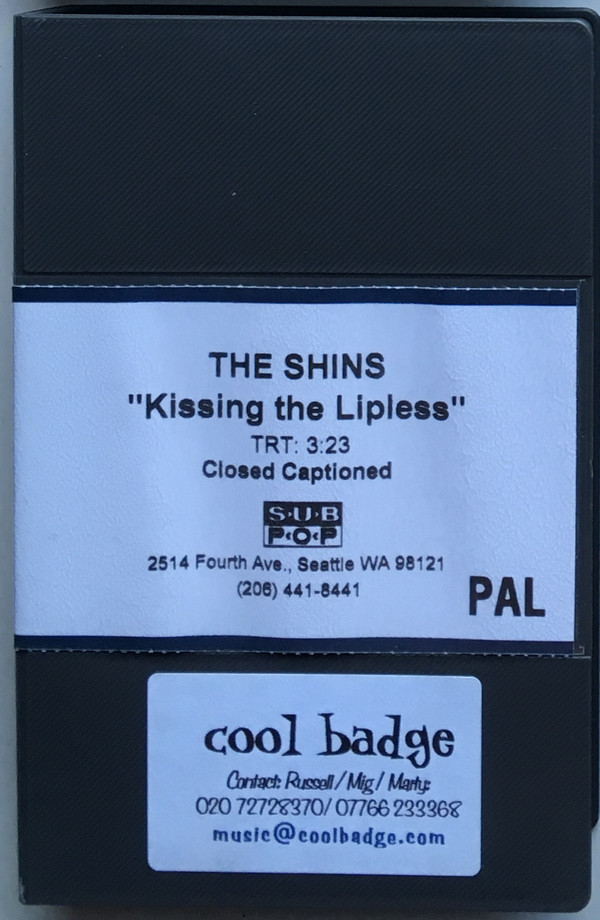 THE SHINS
"Kissing the Lipless"
TRT: 3:23
Closed Captioned
SUB
POP
2514 Fourth Ave., Seattle WA 98121
(206) 441-8441
PAL
cool badge
Contact: Russell / Mig / Marty:
020 72728370/ 07766 233368
music@coolbadge.com